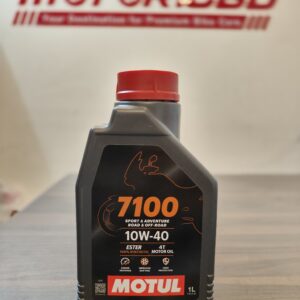 Your Destination for Premium Bike Care
7100
SPORT & ADVENTURE
ROAD & OFF-ROAD
10W-40
ESTER
4T
MOTOR OIL
MOTUL
1L